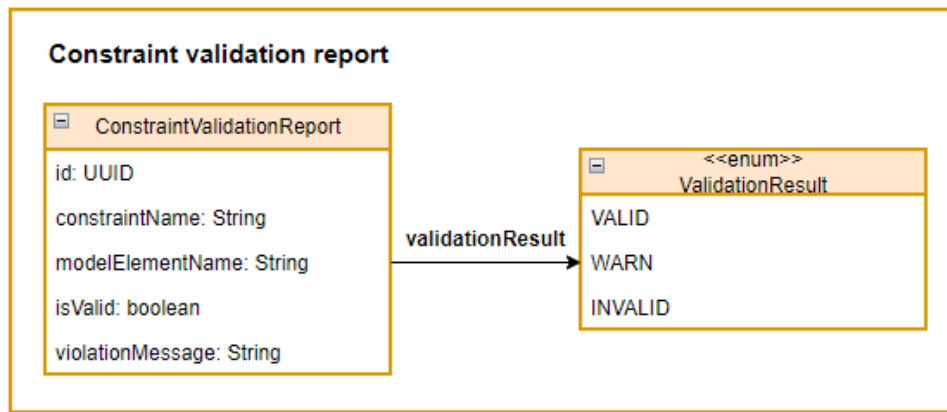 Constraint validation report
ConstraintValidationReport
id: UUID
constraintName: String
modelElementName: String
isValid: boolean
violationMessage: String
validationResult
<<enum>>
ValidationResult
VALID
WARN
INVALID